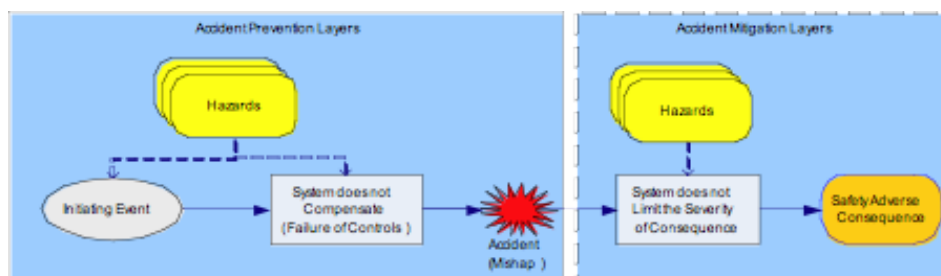 Accident Prevention Layers
Hazards
Initiating Event
System does not
Compensate
(Failure of Controls )
Accident
(Mishap )
Accident Mitigation Layers
Hazards
System does not
Limit the Severity
of Consequence
Safety Adverse
Consequence